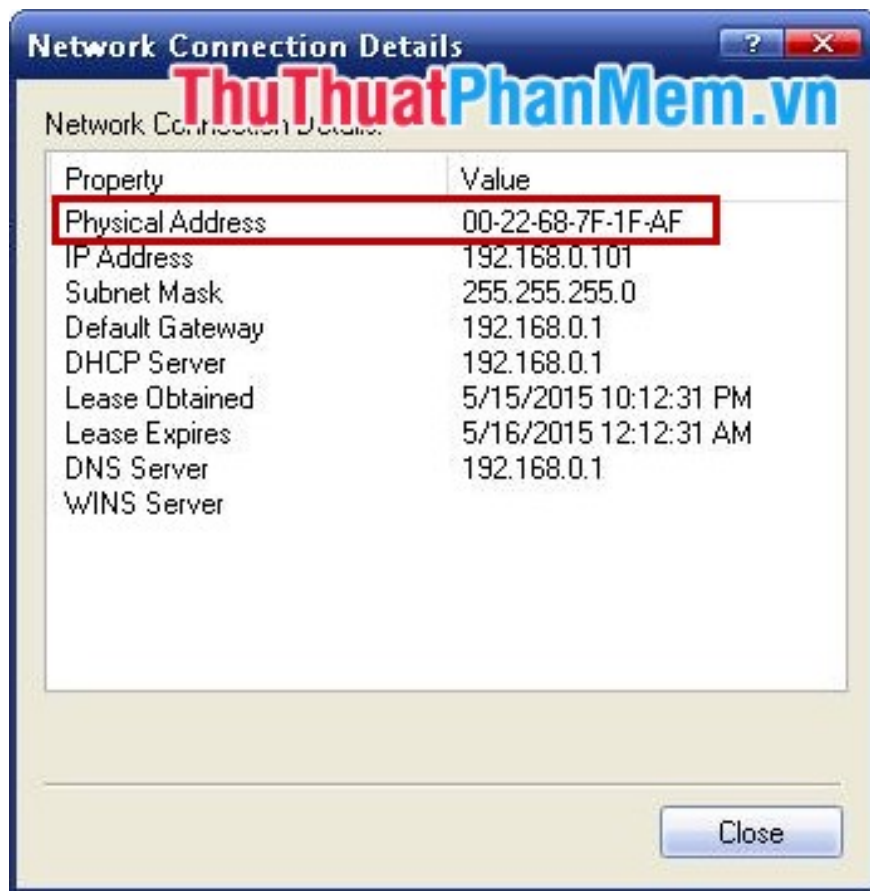 Network Connection Details
ThuThuatPhanMem.vn
Network
Property Value
Physical Address 00-22-68-7F-1F-AF
IP Address 192.168.0.101
Subnet Mask 255.255.255.0
Default Gateway 192.168.0.1
DHCP Server 192.168.0.1
Lease Obtained 5/15/2015 10:12:31 PM
Lease Expires 5/16/2015 12:12:31 AM
DNS Server 192.168.0.1
WINS Server
Close